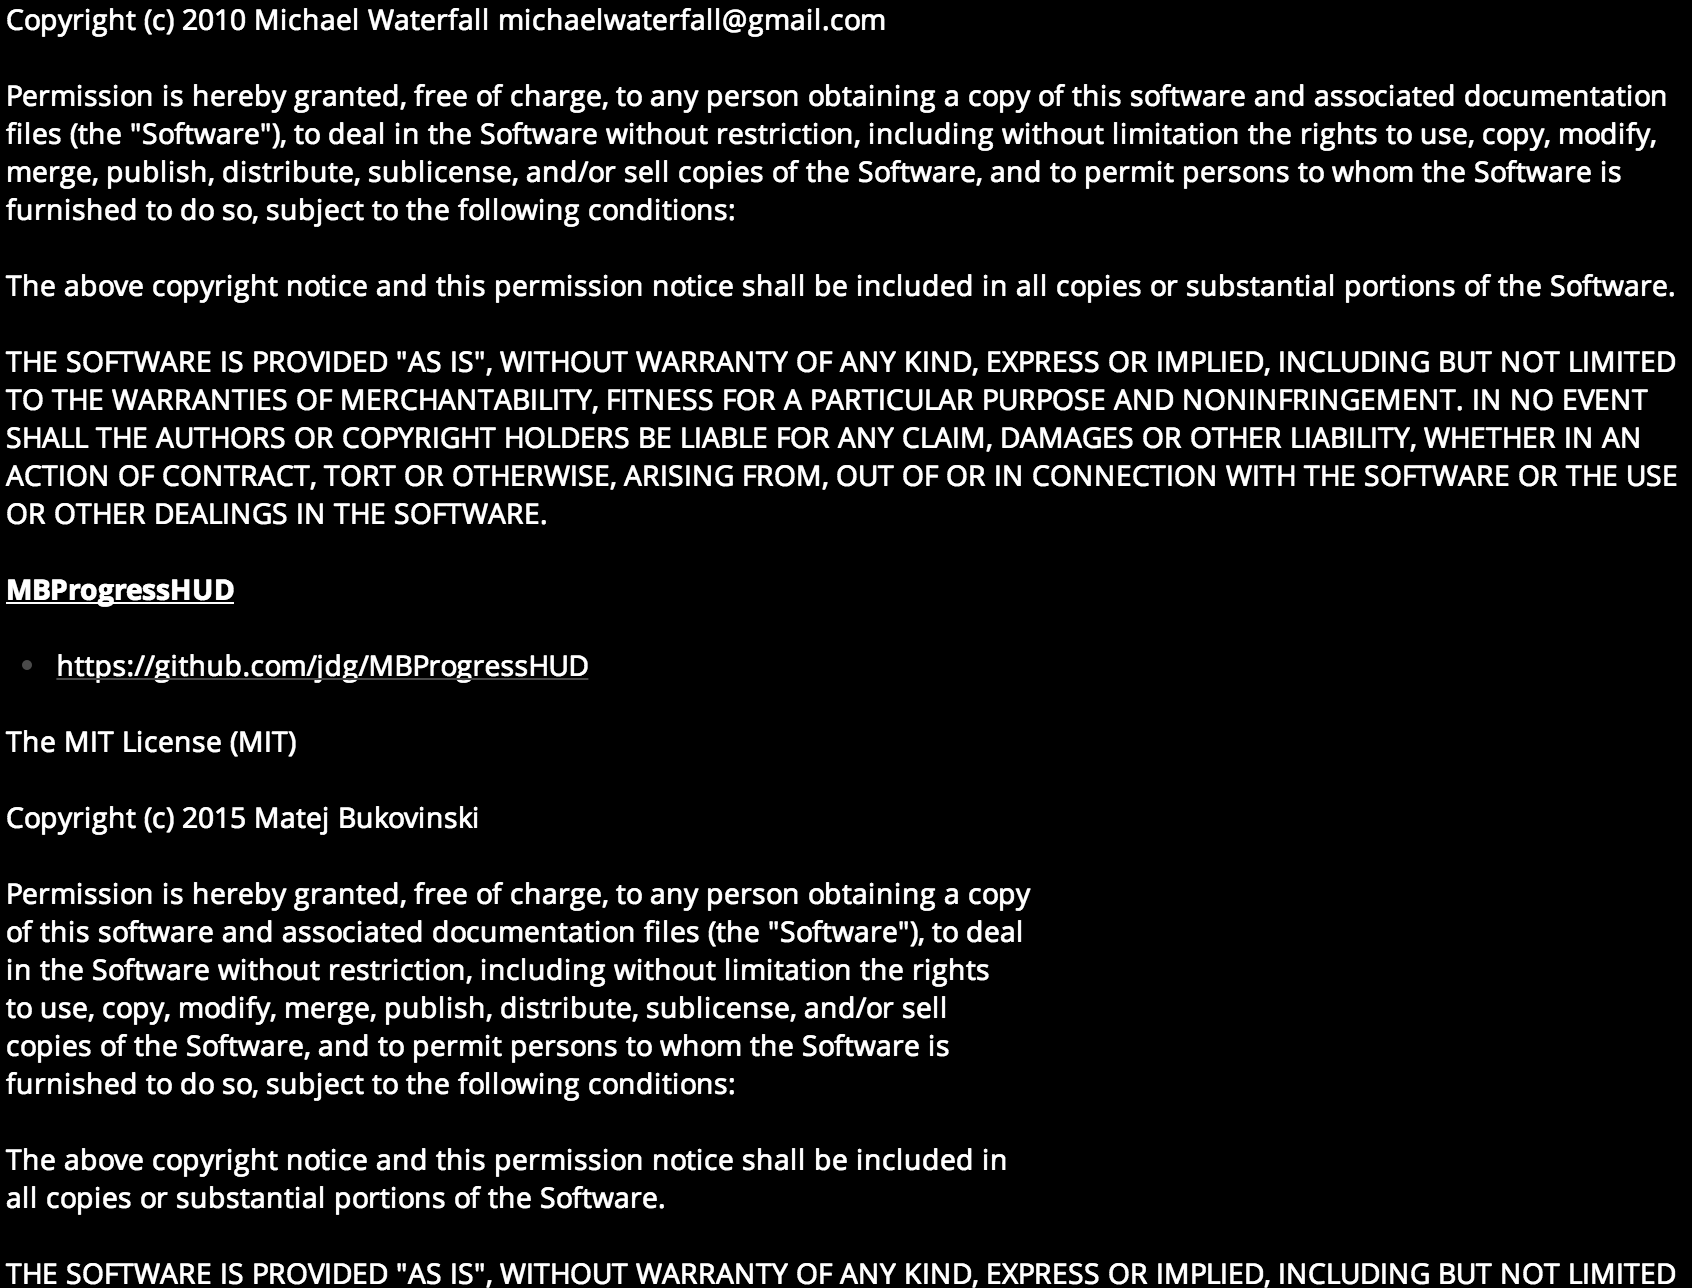 Copyright (c) 2010 Michael Waterfall michaelwaterfall@gmail.com
Permission is hereby granted, free of charge, to any person obtaining a copy of this software and associated documentation
files (the "Software"), to deal in the Software without restriction, including without limitation the rights to use, copy, modify,
merge, publish, distribute, sublicense, and/or sell copies of the Software, and to permit persons to whom the Software is
furnished to do so, subject to the following conditions:
The above copyright notice and this permission notice shall be included in all copies or substantial portions of the Software.
THE SOFTWARE IS PROVIDED "AS IS", WITHOUT WARRANTY OF ANY KIND, EXPRESS OR IMPLIED, INCLUDING BUT NOT LIMITED
TO THE WARRANTIES OF MERCHANTABILITY, FITNESS FOR A PARTICULAR PURPOSE AND NONINFRINGEMENT. IN NO EVENT
SHALL THE AUTHORS OR COPYRIGHT HOLDERS BE LIABLE FOR ANY CLAIM, DAMAGES OR OTHER LIABILITY, WHETHER IN AN
ACTION OF CONTRACT, TORT OR OTHERWISE, ARISING FROM, OUT OF OR IN CONNECTION WITH THE SOFTWARE OR THE USE
OR OTHER DEALINGS IN THE SOFTWARE.
MBProgressHUD
• https://github.com/jdg/MBProgressHUD
The MIT License (MIT)
Copyright (c) 2015 Matej Bukovinski
Permission is hereby granted, free of charge, to any person obtaining a copy
of this software and associated documentation files (the "Software"), to deal
in the Software without restriction, including without limitation the rights
to use, copy, modify, merge, publish, distribute, sublicense, and/or sell
copies of the Software, and to permit persons to whom the Software is
furnished to do so, subject to the following conditions:
The above copyright notice and this permission notice shall be included in
all copies or substantial portions of the Software.
THE SOFTWARE IS PROVIDED "AS IS", WITHOUT WARRANTY OF ANY KIND, EXPRESS OR IMPLIED, INCLUDING BUT NOT LIMITED